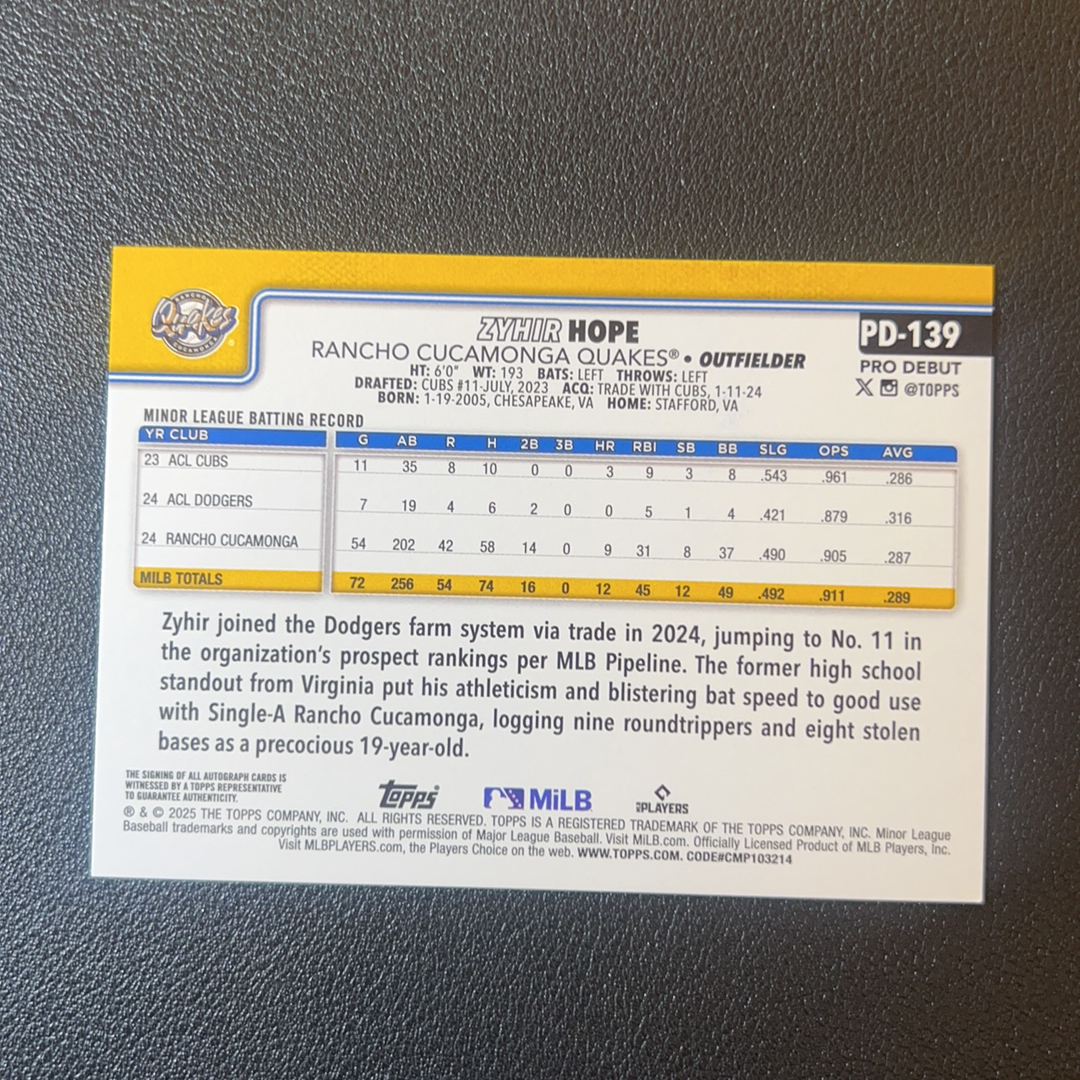 RANCHO
Quakes
CUCAMONGA
ZYHIR HOPE
PD-139
RANCHO CUCAMONGA QUAKES® • OUTFIELDER
PRO DEBUT
HT: 6'0" WT: 193 BATS: LEFT THROWS: LEFT
@TOPPS
DRAFTED: CUBS #11-JULY, 2023 ACQ: TRADE WITH CUBS, 1-11-24
BORN: 1-19-2005, CHESAPEAKE, VA HOME: STAFFORD, VA
MINOR LEAGUE BATTING RECORD
YR CLUB G AB R H 2B 3B HR RBI SB BB SLG OPS AVG
23 ACL CUBS 11 35 8 10 0 0 3 9 3 8 .543 .961 .286
24 ACL DODGERS 7 19 4 6 2 0 0 5 1 4 .421 .879 .316
24 RANCHO CUCAMONGA 54 202 42 58 14 0 9 31 8 37 .490 .905 .287
MILB TOTALS 72 256 54 74 16 0 12 45 12 49 .492 .911 .289
Zyhir joined the Dodgers farm system via trade in 2024, jumping to No. 11 in
the organization's prospect rankings per MLB Pipeline. The former high school
standout from Virginia put his athleticism and blistering bat speed to good use
with Single-A Rancho Cucamonga, logging nine roundtrippers and eight stolen
bases as a precocious 19-year-old.
THE SIGNING OF ALL AUTOGRAPH CARDS IS
WITNESSED BY A TOPPS REPRESENTATIVE
TO GUARANTEE AUTHENTICITY.
Topps MiLB PLAYERS
® & © 2025 THE TOPPS COMPANY, INC. ALL RIGHTS RESERVED. TOPPS IS A REGISTERED TRADEMARK OF THE TOPPS COMPANY, INC. Minor League
Baseball trademarks and copyrights are used with permission of Major League Baseball. Visit MiLB.com. Officially Licensed Product of MLB Players, Inc.
Visit MLBPLAYERS.com, the Players Choice on the web. WWW.TOPPS.COM. CODE#CMP103214